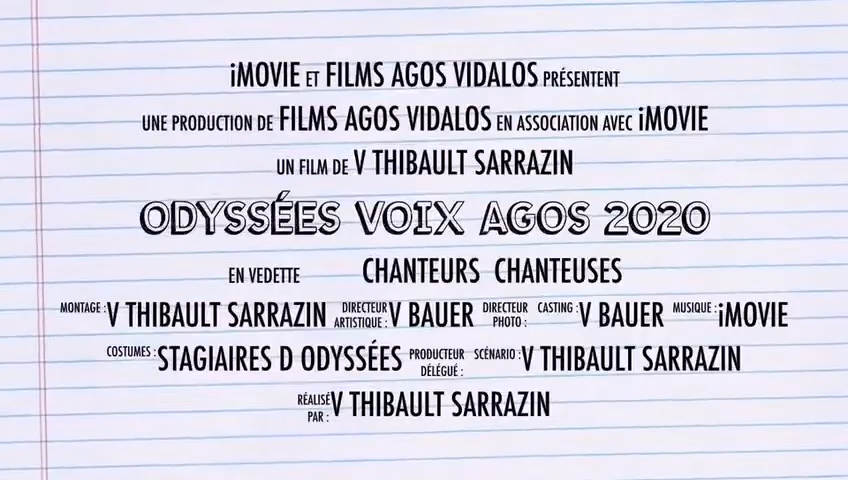 iMOVIE ET FILMS AGOS VIDALOS PRÉSENTENT
UNE PRODUCTION DE FILMS AGOS VIDALOS EN ASSOCIATION AVEC iMOVIE
UN FILM DE V THIBAULT SARRAZIN
ODYSSÉES VOIX AGOS 2020
EN VEDETTE CHANTEURS CHANTEUSES
MONTAGE : V THIBAULT SARRAZIN DIRECTEUR ARTISTIQUE : V BAUER DIRECTEUR PHOTO : CASTING : V BAUER MUSIQUE : iMOVIE
COSTUMES : STAGIAIRES D ODYSSÉES PRODUCTEUR DÉLÉGUÉ : SCÉNARIO : V THIBAULT SARRAZIN
RÉALISÉ PAR : V THIBAULT SARRAZIN